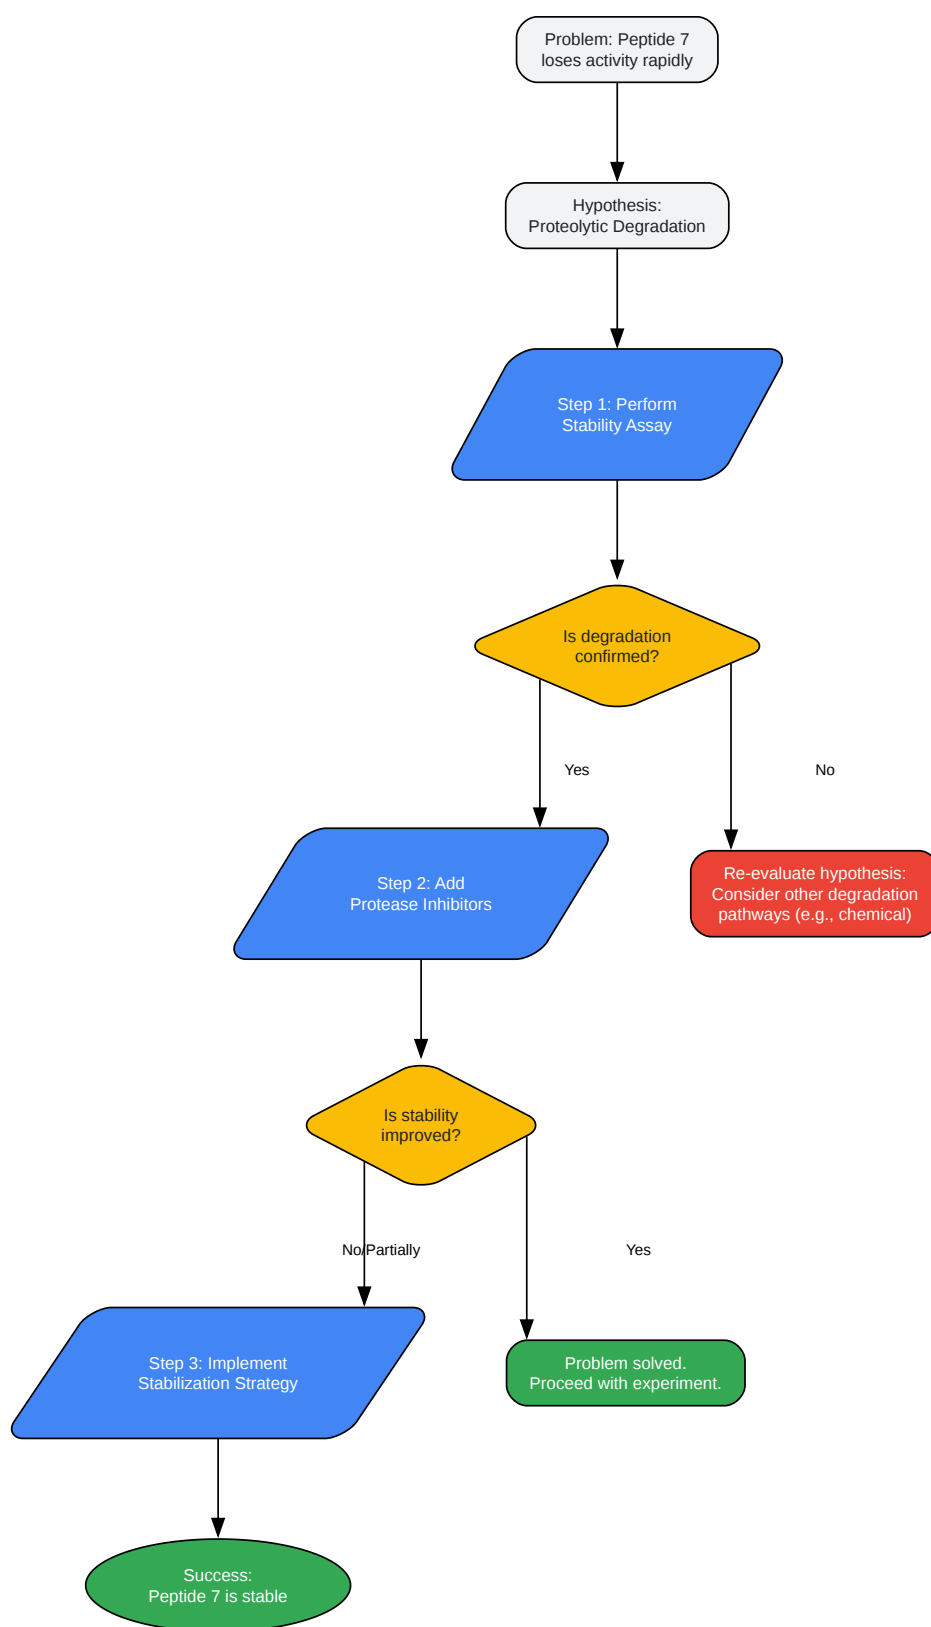 Problem: Peptide 7
loses activity rapidly
Hypothesis:
Proteolytic Degradation
Step 1: Perform
Stability Assay
Is degradation
confirmed?
Yes
No
Step 2: Add
Protease Inhibitors
Re-evaluate hypothesis:
Consider other degradation
pathways (e.g., chemical)
Is stability
improved?
No/Partially
Yes
Step 3: Implement
Stabilization Strategy
Problem solved.
Proceed with experiment.
Success:
Peptide 7 is stable